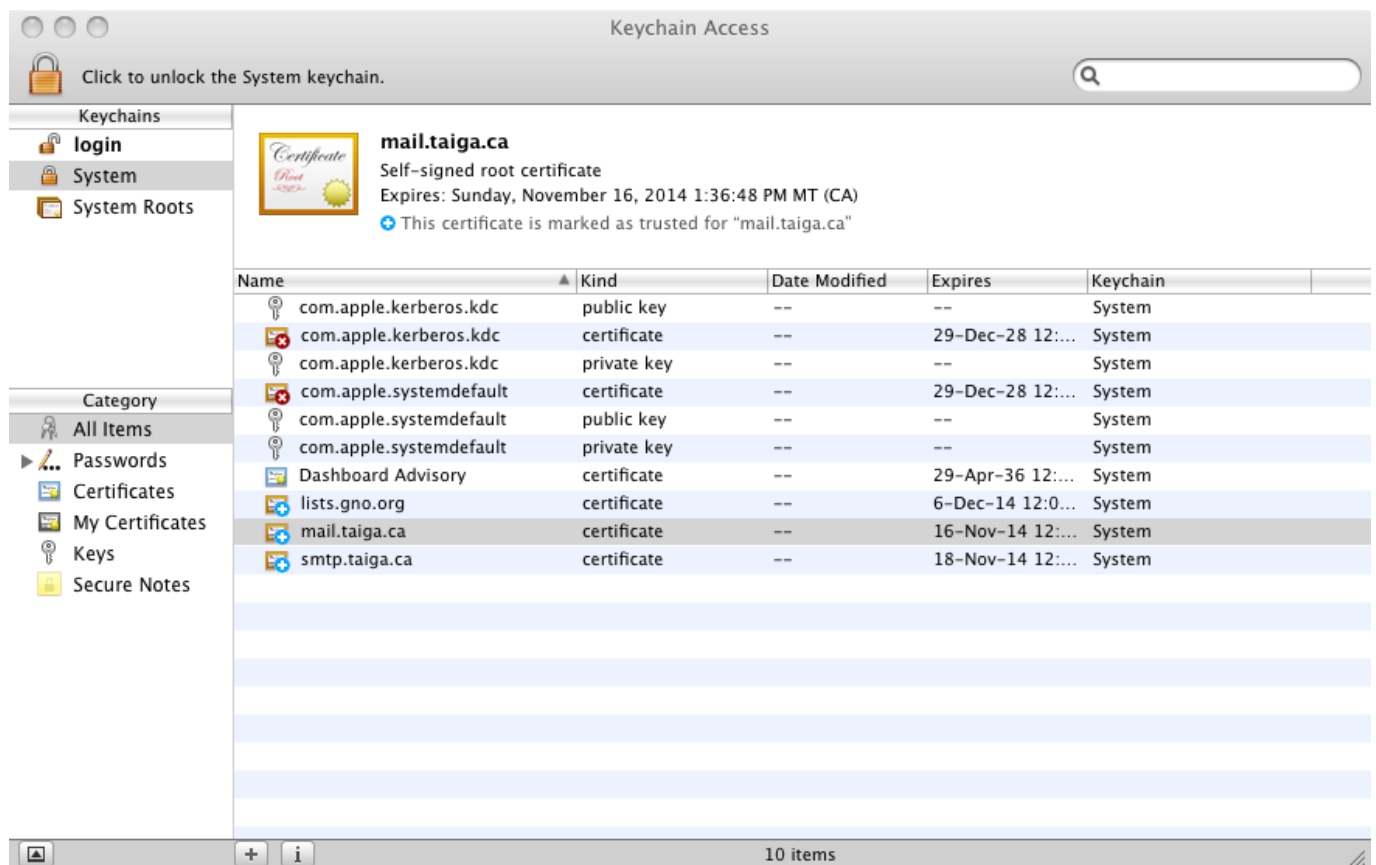 Keychain Access
Click to unlock the System keychain.
Keychains
login
System
System Roots
Certificate
Root
mail.taiga.ca
Self-signed root certificate
Expires: Sunday, November 16, 2014 1:36:48 PM MT (CA)
This certificate is marked as trusted for “mail.taiga.ca”
Name Kind Date Modified Expires Keychain
com.apple.kerberos.kdc public key -- -- System
com.apple.kerberos.kdc certificate -- 29-Dec-28 12:... System
com.apple.kerberos.kdc private key -- -- System
com.apple.systemdefault certificate -- 29-Dec-28 12:... System
com.apple.systemdefault public key -- -- System
com.apple.systemdefault private key -- -- System
Dashboard Advisory certificate -- 29-Apr-36 12:... System
lists.gno.org certificate -- 6-Dec-14 12:0... System
mail.taiga.ca certificate -- 16-Nov-14 12:... System
smtp.taiga.ca certificate -- 18-Nov-14 12:... System
Category
All Items
Passwords
Certificates
My Certificates
Keys
Secure Notes
10 items